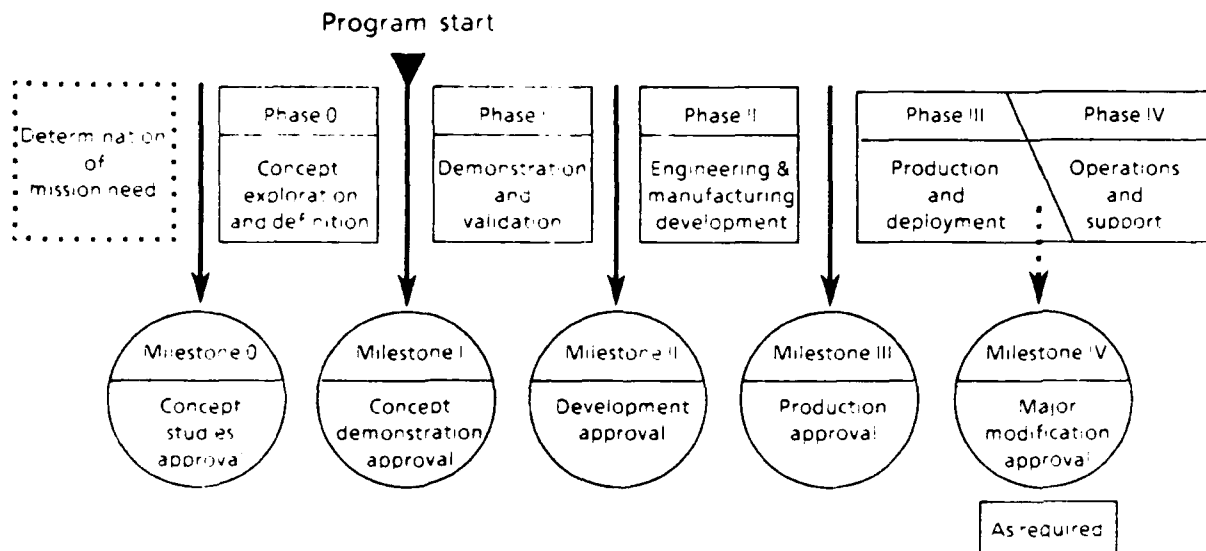 Program start
Determination
of
mission need
Phase 0
Concept
exploration
and definition
Phase I
Demonstration
and
validation
Phase II
Engineering &
manufacturing
development
Phase III
Production
and
deployment
Phase IV
Operations
and
support
Milestone 0
Concept
studies
approval
Milestone I
Concept
demonstration
approval
Milestone II
Development
approval
Milestone III
Production
approval
Milestone IV
Major
modification
approval
As required